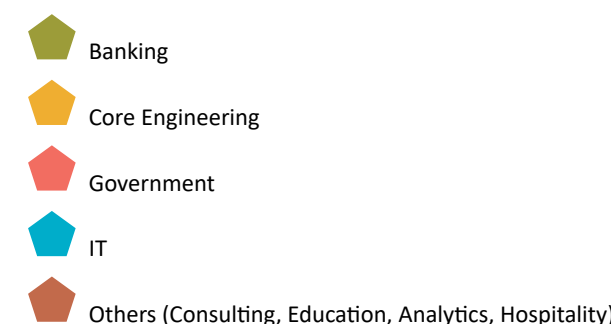 Banking
Core Engineering
Government
IT
Others (Consulting, Education, Analytics, Hospitality)